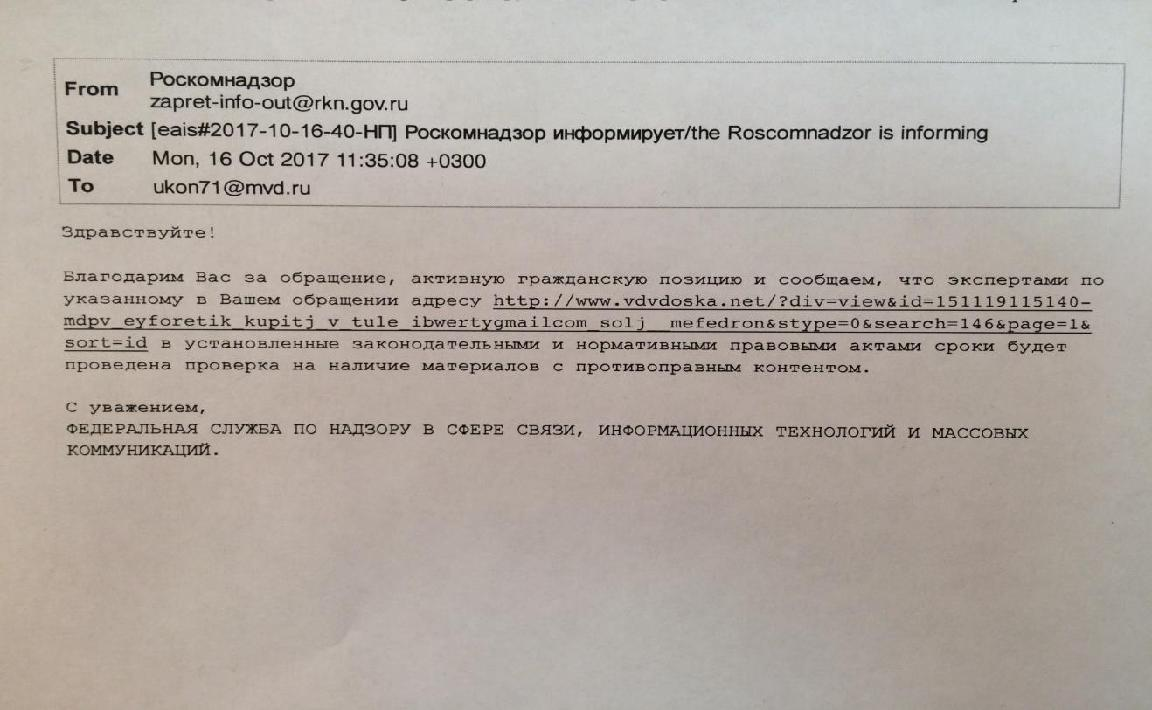 From Роскомнадзор
zapret-info-out@rkn.gov.ru
Subject [eais#2017-10-16-40-НП] Роскомнадзор информирует/the Roscomnadzor is informing
Date Mon, 16 Oct 2017 11:35:08 +0300
To ukon71@mvd.ru
Здравствуйте!
Благодарим Вас за обращение, активную гражданскую позицию и сообщаем, что экспертами по
указанному в Вашем обращении адресу http://www.vdvdoska.net/?div=view&id=151119115140-
mdpv_eyforetik_kupitj_v_tule_ibwertygmailcom_solj__mefedron&stype=0&search=146&page=1&
sort=id в установленные законодательными и нормативными правовыми актами сроки будет
проведена проверка на наличие материалов с противоправным контентом.
С уважением,
ФЕДЕРАЛЬНАЯ СЛУЖБА ПО НАДЗОРУ В СФЕРЕ СВЯЗИ, ИНФОРМАЦИОННЫХ ТЕХНОЛОГИЙ И МАССОВЫХ
КОММУНИКАЦИЙ.